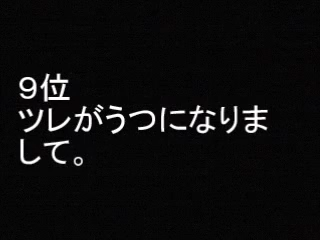 ９位
ツレがうつになりま
して。